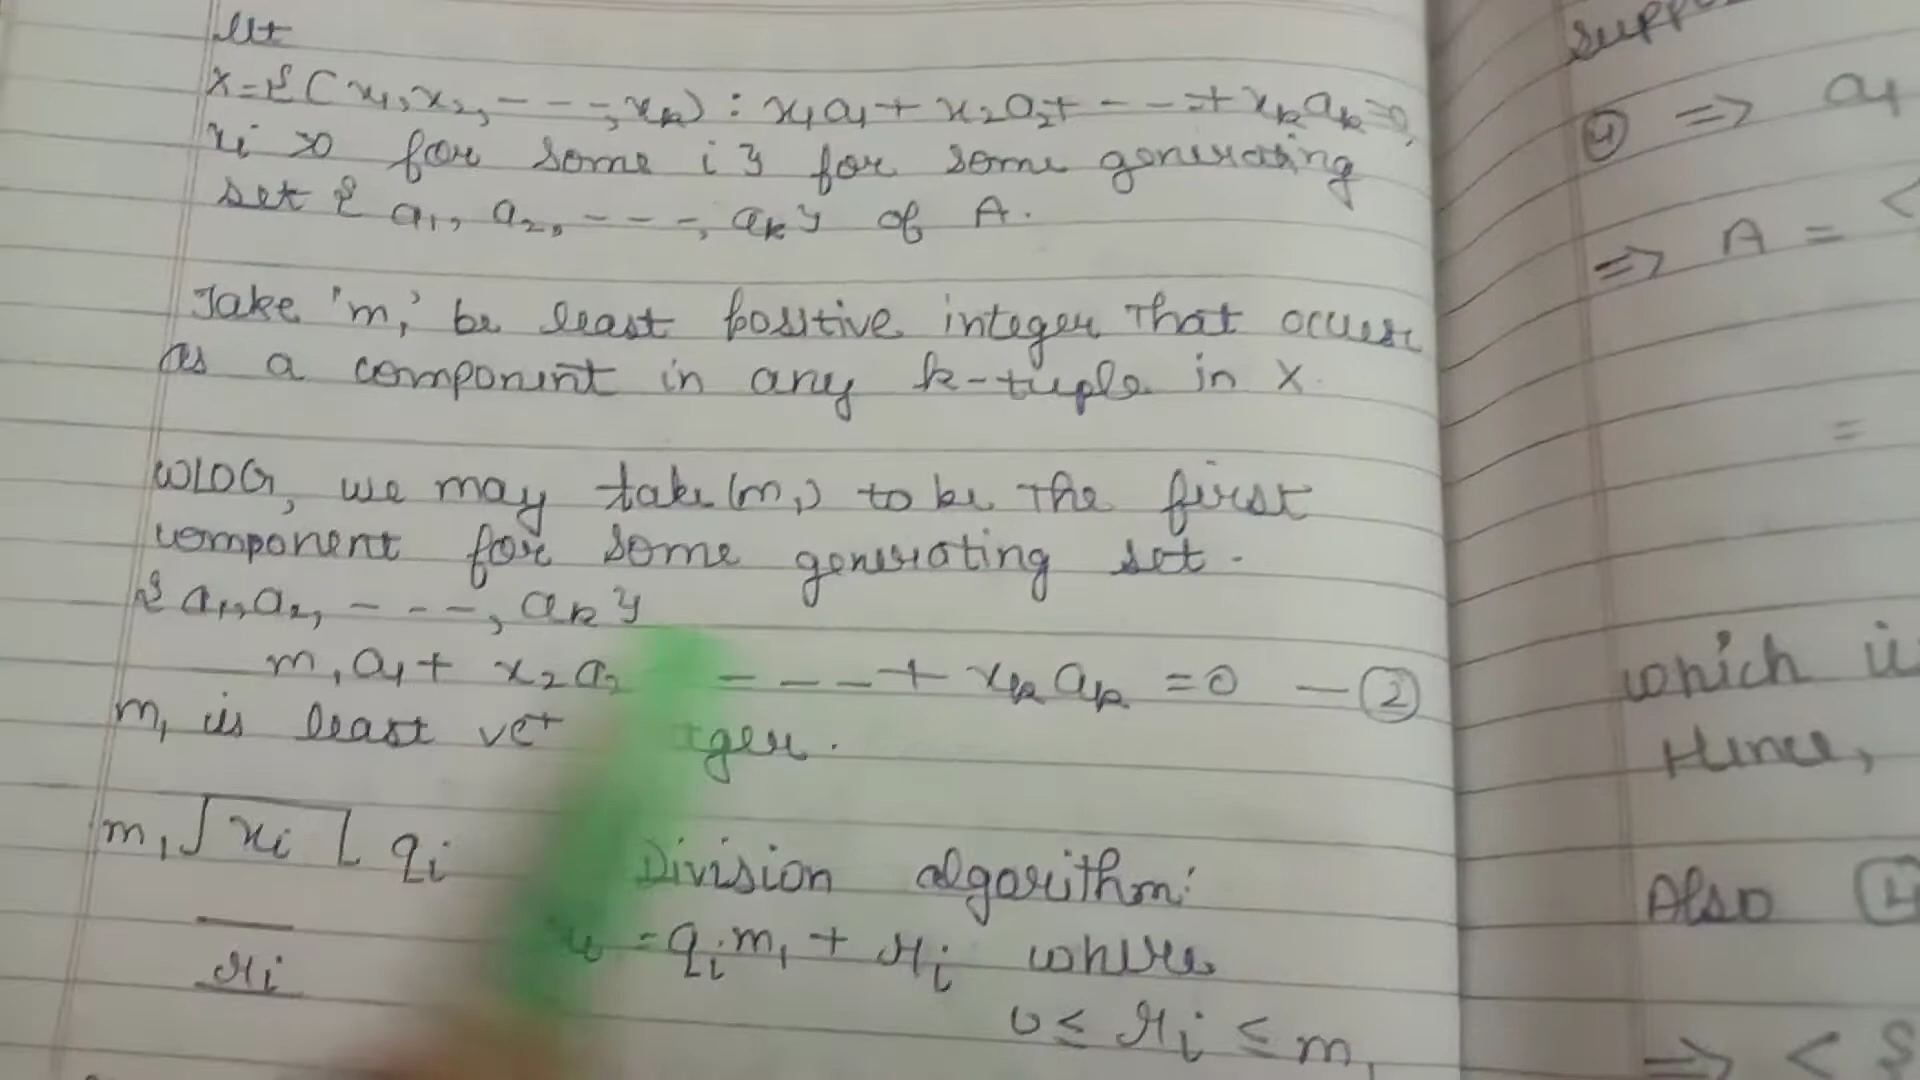 Let
X = { (x1, x2, - - -, xk) : x1a1 + x2a2 + - - - + xkak = 0,
xi > 0 for some i } for some generating
set { a1, a2, - - -, ak } of A.
Take 'm1' be least positive integer that occurs
as a component in any k-tuple in X.
WLOG, we may take (m1) to be the first
component for some generating set.
{ a1, a2, - - -, ak }
m1a1 + x2a2 - - - + xkak = 0 — ②
m1 is least ve+
m1 ) xi ( qi Division algorithm:
ri = qi m1 + ri where
0 ≤ ri ≤ m1
④ => a1
=> A = <
=
which is
Hence,
Also ④
=> < S